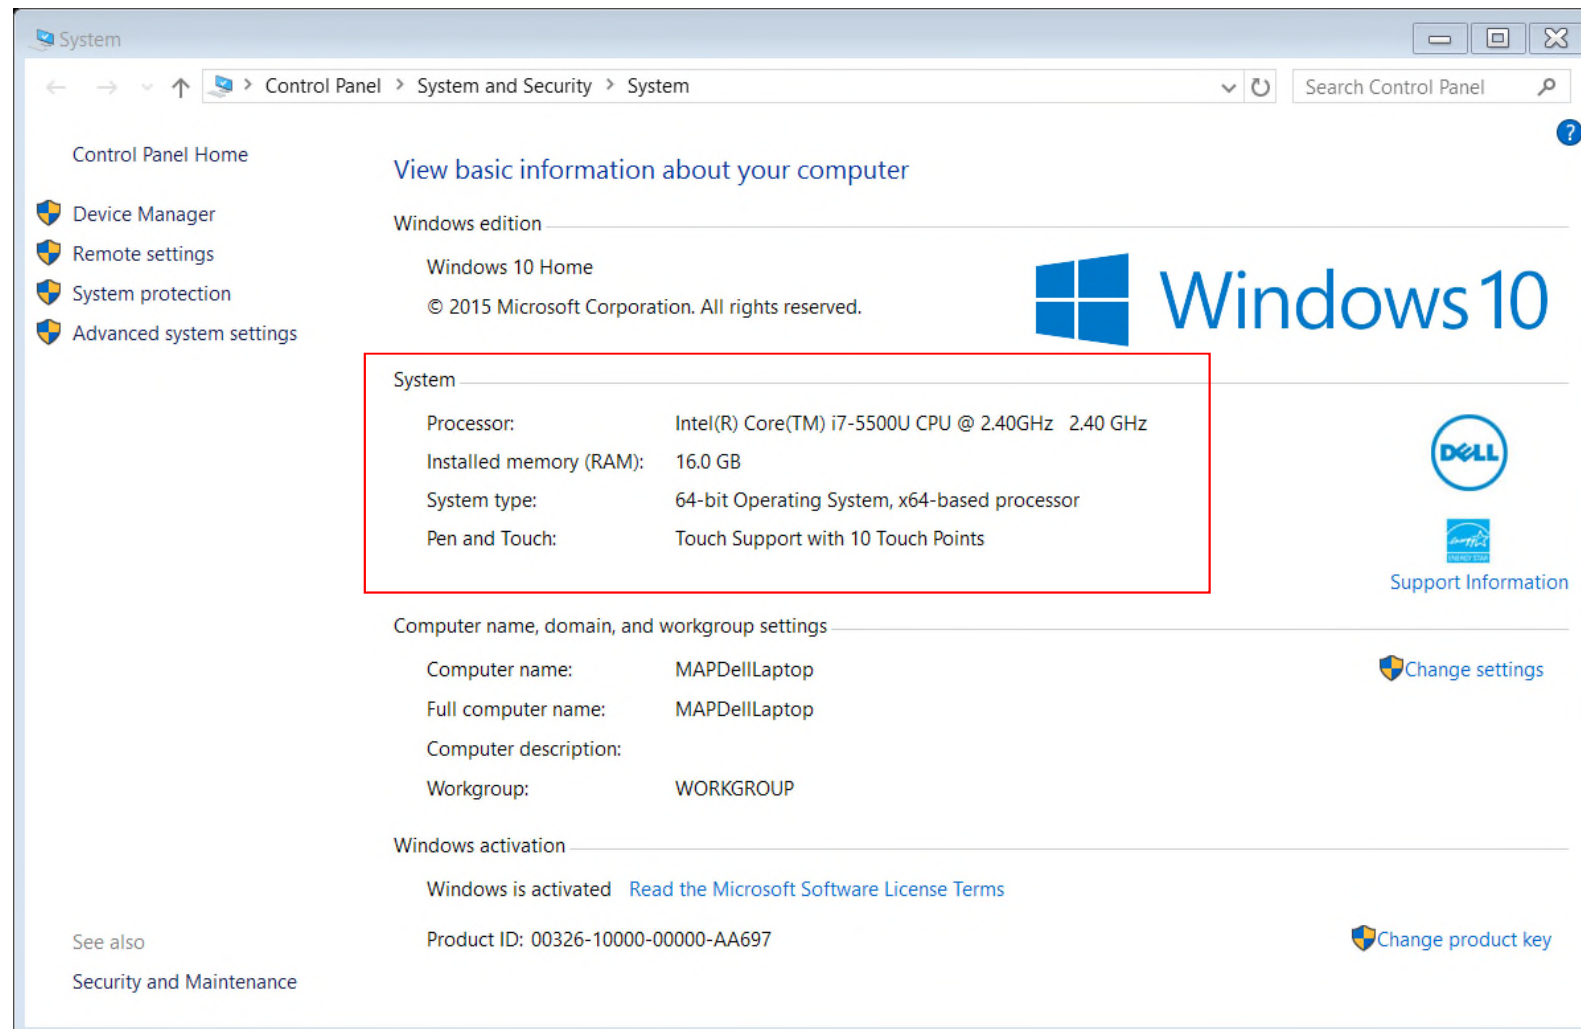 System
Control Panel > System and Security > System
Search Control Panel
?
Control Panel Home
Device Manager
Remote settings
System protection
Advanced system settings
View basic information about your computer
Windows edition
Windows 10 Home
© 2015 Microsoft Corporation. All rights reserved.
Windows 10
System
Processor: Intel(R) Core(TM) i7-5500U CPU @ 2.40GHz 2.40 GHz
Installed memory (RAM): 16.0 GB
System type: 64-bit Operating System, x64-based processor
Pen and Touch: Touch Support with 10 Touch Points
DELL
ENERGY STAR
Support Information
Computer name, domain, and workgroup settings
Computer name: MAPDellLaptop
Change settings
Full computer name: MAPDellLaptop
Computer description:
Workgroup: WORKGROUP
Windows activation
Windows is activated Read the Microsoft Software License Terms
Product ID: 00326-10000-00000-AA697
Change product key
See also
Security and Maintenance